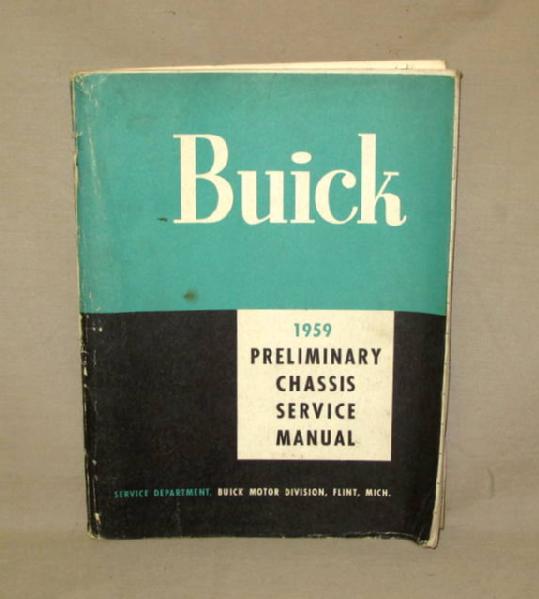 Buick
1959
PRELIMINARY
CHASSIS
SERVICE
MANUAL
SERVICE DEPARTMENT, BUICK MOTOR DIVISION, FLINT, MICH.